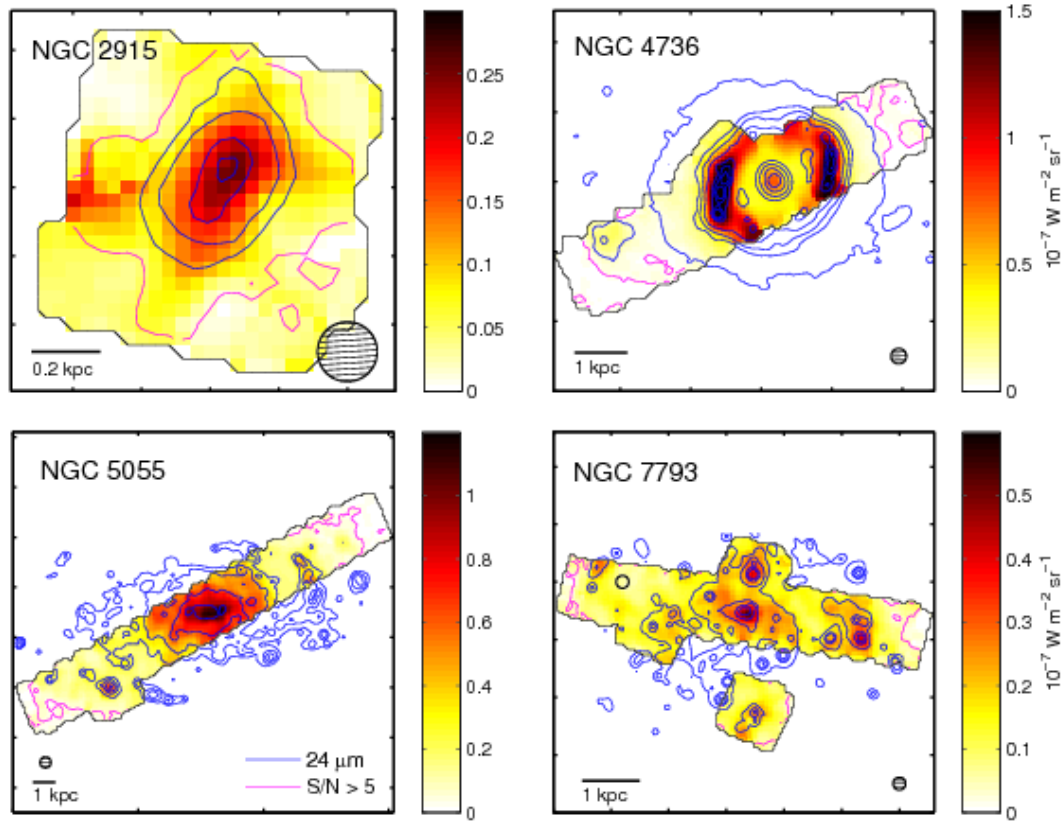 NGC 2915
0.25
0.2
0.15
0.1
0.05
0
0.2 kpc
NGC 4736
1.5
1
0.5
0
10⁻⁷ W m⁻² sr⁻¹
1 kpc
NGC 5055
1
0.8
0.6
0.4
0.2
0
24 μm
S/N > 5
1 kpc
NGC 7793
0.5
0.4
0.3
0.2
0.1
0
10⁻⁷ W m⁻² sr⁻¹
1 kpc